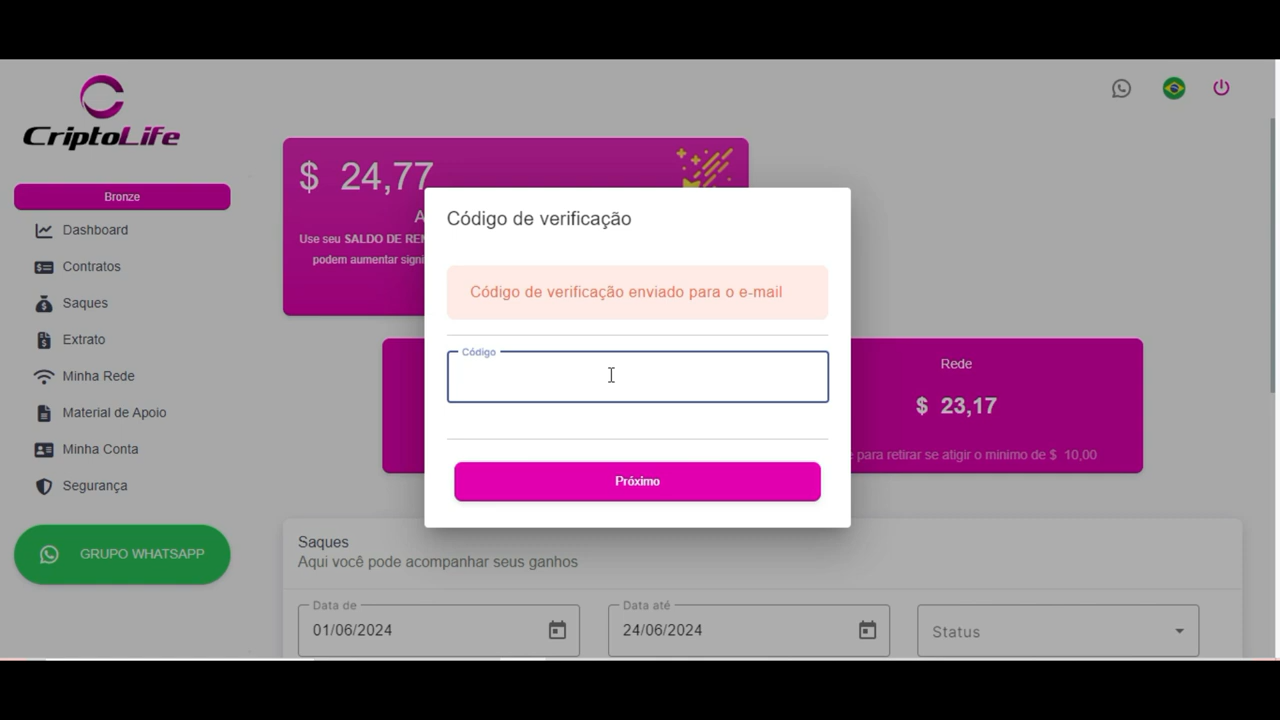 CriptoLife
Bronze
Dashboard
Contratos
Saques
Extrato
Minha Rede
Material de Apoio
Minha Conta
Segurança
GRUPO WHATSAPP
$ 24,77
Use seu SALDO DE
podem aumentar
Código de verificação
Código de verificação enviado para o e-mail
Código
Próximo
Rede
$ 23,17
para retirar se atigir o minimo de $ 10,00
Saques
Aqui você pode acompanhar seus ganhos
Data de
01/06/2024
Data até
24/06/2024
Status